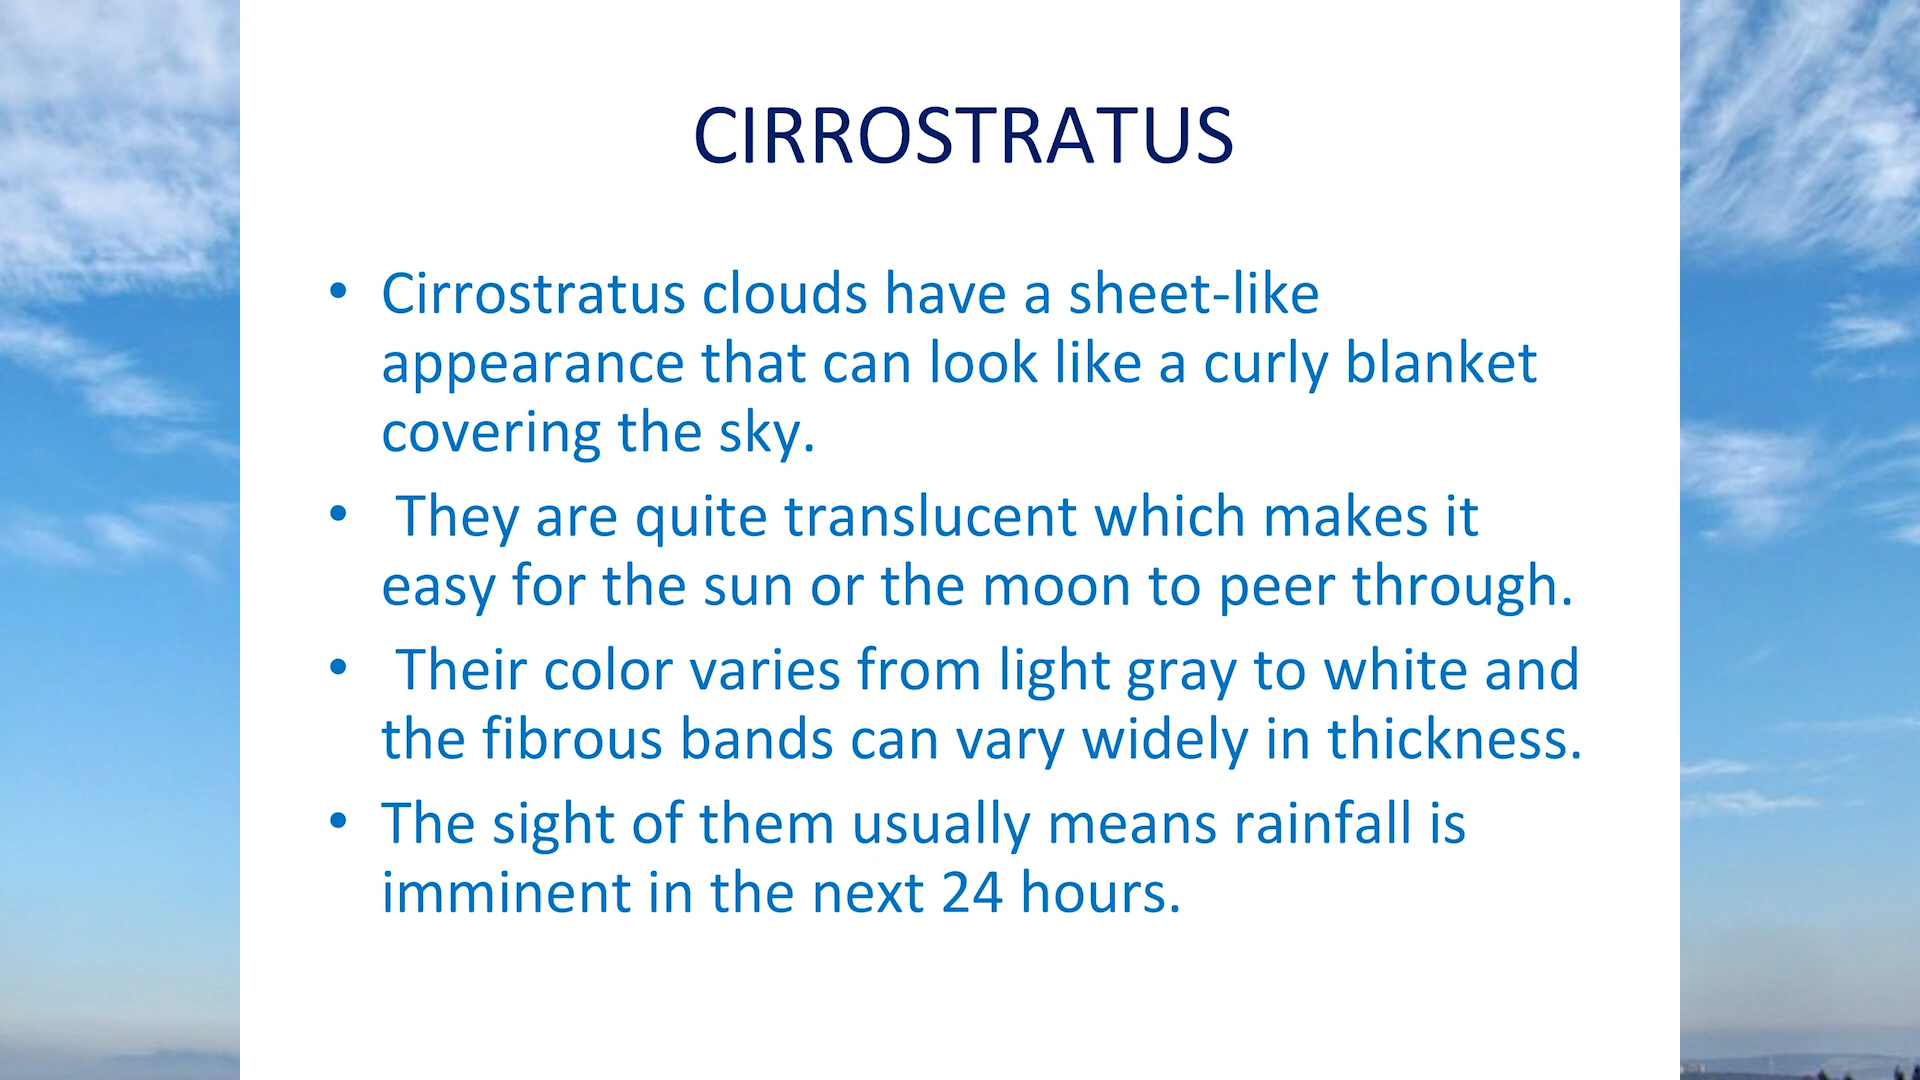 CIRROSTRATUS
• Cirrostratus clouds have a sheet-like
appearance that can look like a curly blanket
covering the sky.
• They are quite translucent which makes it
easy for the sun or the moon to peer through.
• Their color varies from light gray to white and
the fibrous bands can vary widely in thickness.
• The sight of them usually means rainfall is
imminent in the next 24 hours.